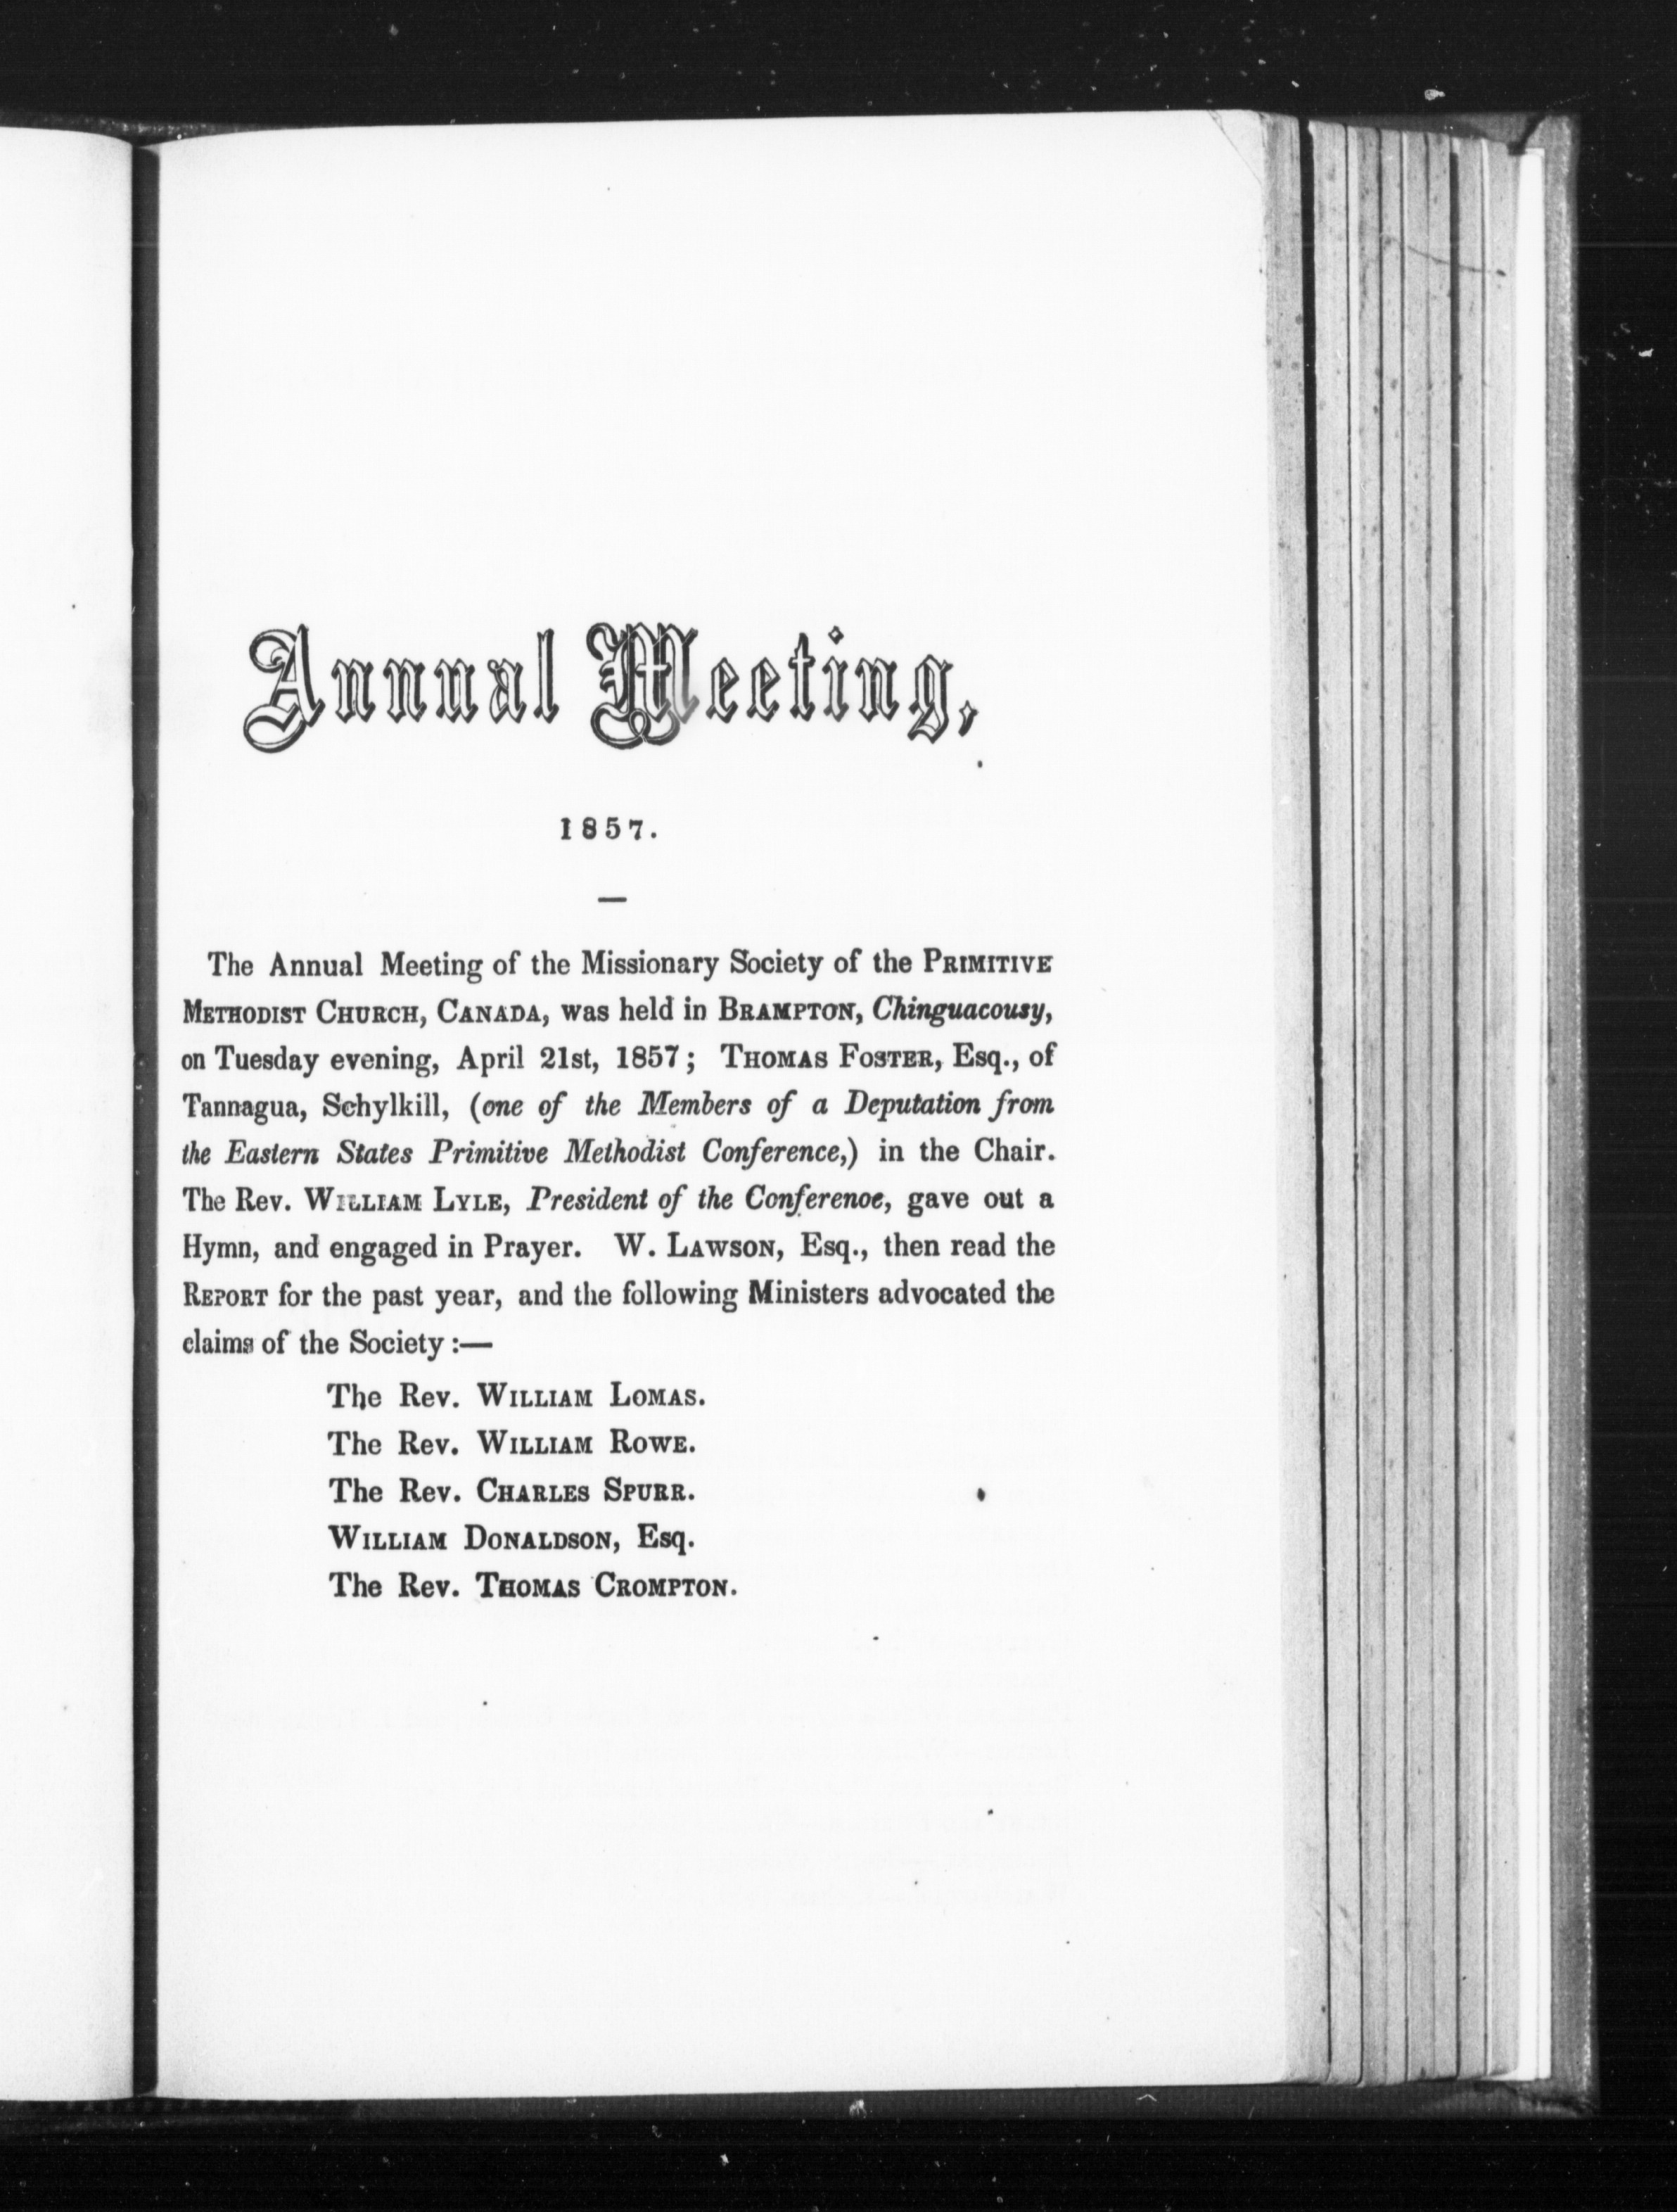 Annual Meeting,
1857.
—
The Annual Meeting of the Missionary Society of the PRIMITIVE
METHODIST CHURCH, CANADA, was held in BRAMPTON, Chinguacousy,
on Tuesday evening, April 21st, 1857; THOMAS FOSTER, Esq., of
Tannagua, Schylkill, (one of the Members of a Deputation from
the Eastern States Primitive Methodist Conference,) in the Chair.
The Rev. WILLIAM LYLE, President of the Conference, gave out a
Hymn, and engaged in Prayer. W. LAWSON, Esq., then read the
REPORT for the past year, and the following Ministers advocated the
claims of the Society :—
The Rev. WILLIAM LOMAS.
The Rev. WILLIAM ROWE.
The Rev. CHARLES SPURR.
WILLIAM DONALDSON, Esq.
The Rev. THOMAS CROMPTON.